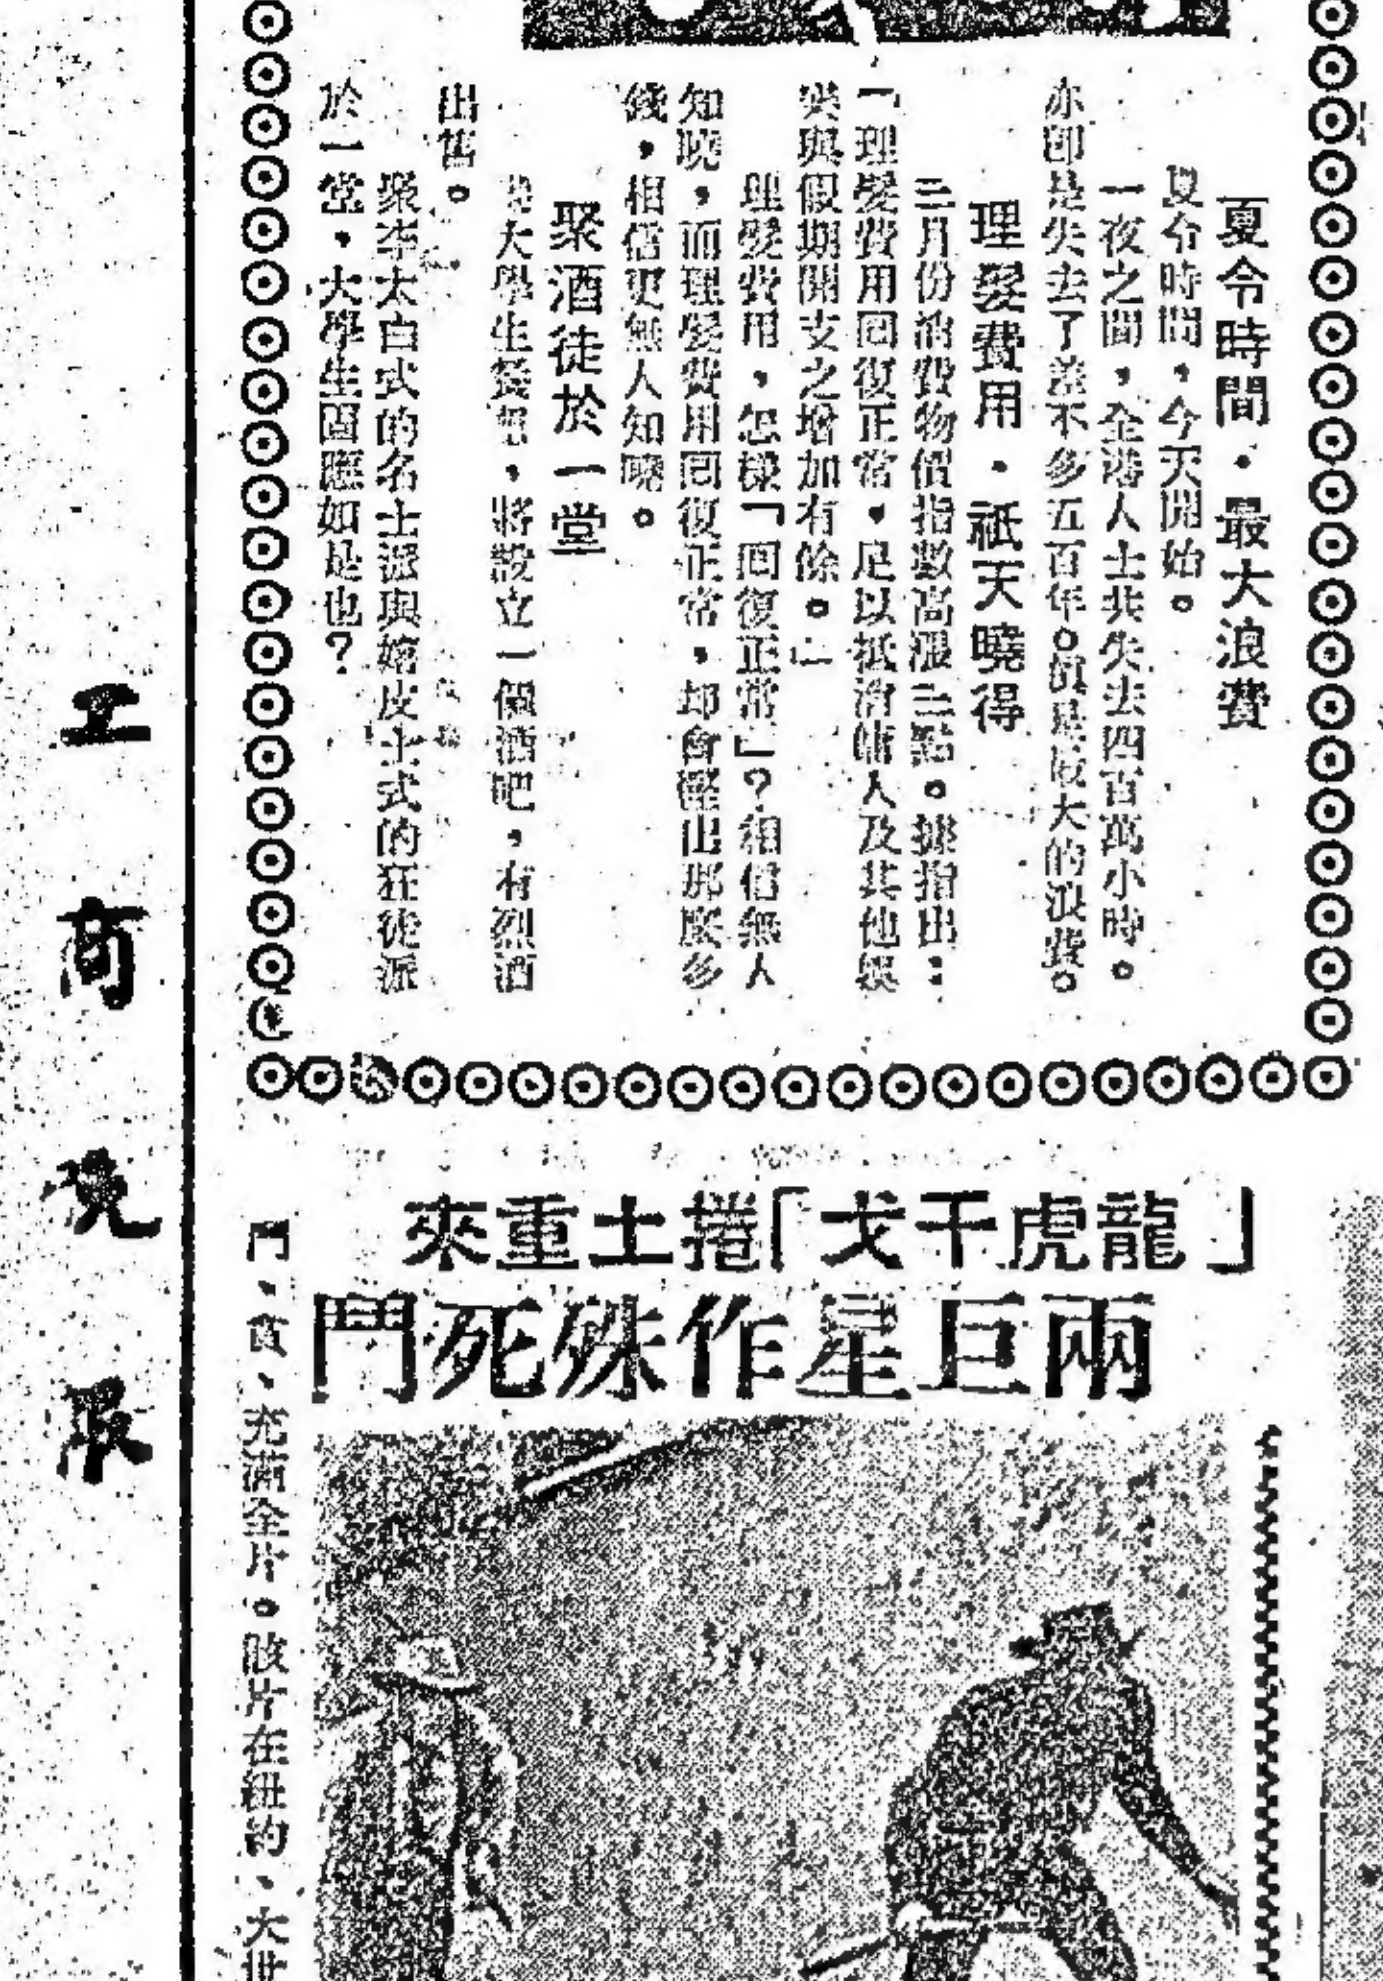 夏令時間・最大浪費
夏令時間，今天開始。
一夜之間，全港人士共失去四百萬小時。
亦卽是失去了差不多五百年。眞是最大的浪費。
理髮費用・祇天曉得
三月份消費物價指數高漲三點。據指出：
「理髮費用囘復正常，足以抵消傭人及其他娛
樂與假期開支之增加有餘。」
理髮費用，怎樣「囘復正常」？相信無人
知曉，而理髮費用囘復正常，却會慳出那麽多
錢，相信更無人知曉。
聚酒徒於一堂
大學生餐廳，將設立一個酒吧，有烈酒
出售。
聚李太白式的名士派與嬉皮士式的狂徒派
於一堂，大學生固應如是也？
「龍虎干戈」捲土重來
兩巨星作殊死鬥
鬥、貪、充滿全片。該片在紐約、大世
工商晚報